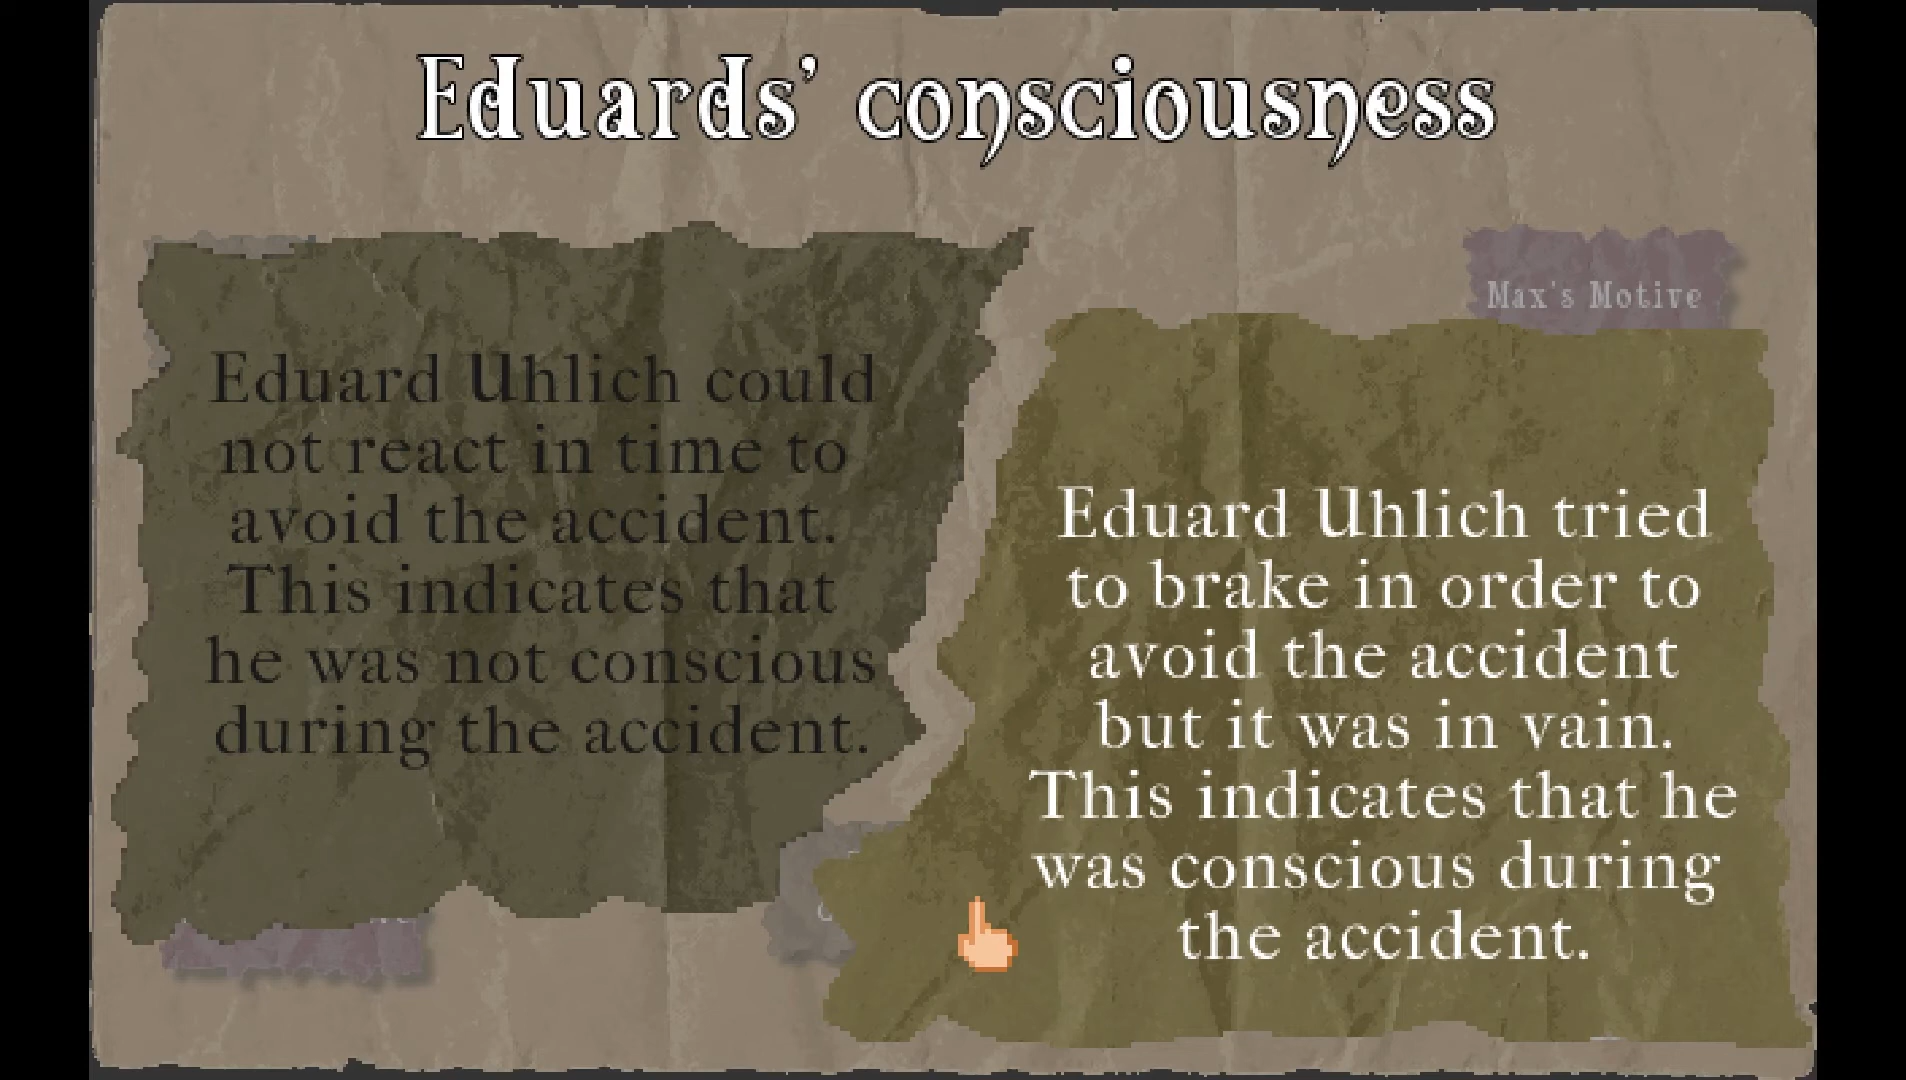 Eduards' consciousness
Max's Motive
Eduard Uhlich could
not react in time to
avoid the accident.
This indicates that
he was not conscious
during the accident.
Eduard Uhlich tried
to brake in order to
avoid the accident
but it was in vain.
This indicates that he
was conscious during
the accident.